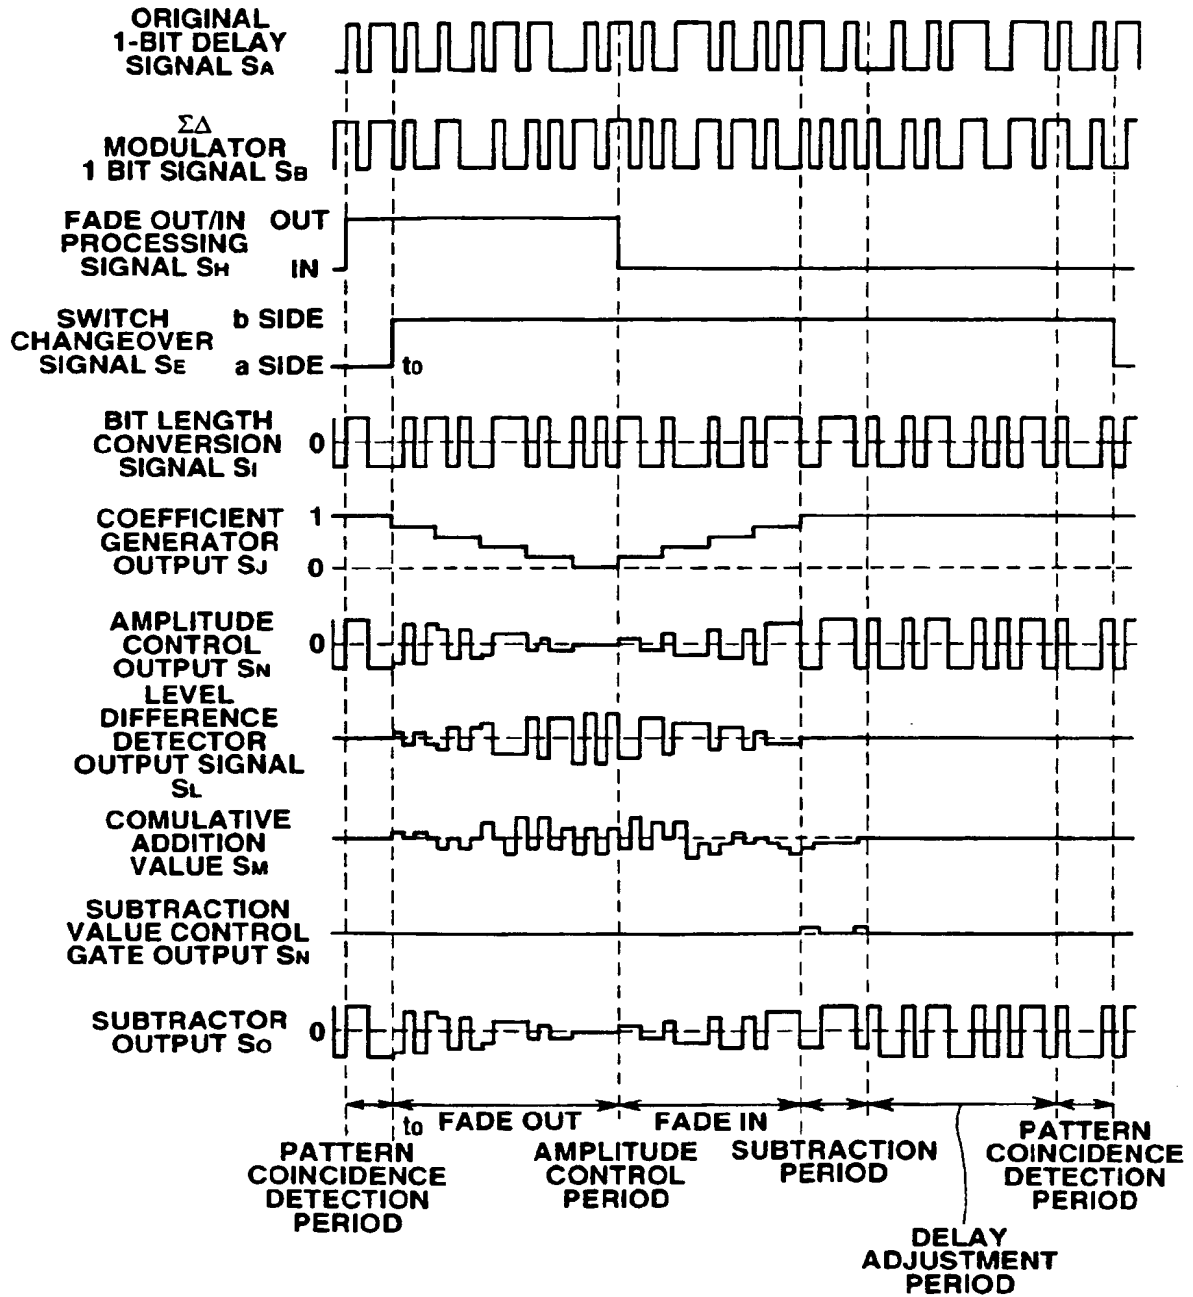 ORIGINAL
1-BIT DELAY
SIGNAL SA
ΣΔ
MODULATOR
1 BIT SIGNAL SB
FADE OUT/IN OUT
PROCESSING
SIGNAL SH IN
SWITCH b SIDE
CHANGEOVER
SIGNAL SE a SIDE t0
BIT LENGTH
CONVERSION 0
SIGNAL SI
COEFFICIENT 1
GENERATOR
OUTPUT SJ 0
AMPLITUDE
CONTROL 0
OUTPUT SN
LEVEL
DIFFERENCE
DETECTOR
OUTPUT SIGNAL
SL
COMULATIVE
ADDITION
VALUE SM
SUBTRACTION
VALUE CONTROL
GATE OUTPUT SN
SUBTRACTOR 0
OUTPUT SO
t0 FADE OUT FADE IN
PATTERN
COINCIDENCE
DETECTION
PERIOD
AMPLITUDE
CONTROL
PERIOD
SUBTRACTION
PERIOD
PATTERN
COINCIDENCE
DETECTION
PERIOD
DELAY
ADJUSTMENT
PERIOD